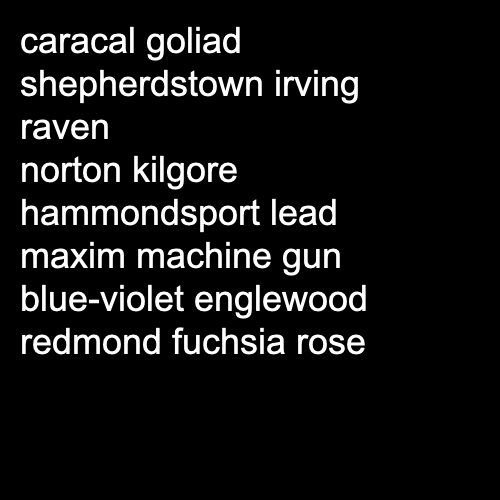 caracal goliad
shepherdstown irving
raven
norton kilgore
hammondsport lead
maxim machine gun
blue-violet englewood
redmond fuchsia rose